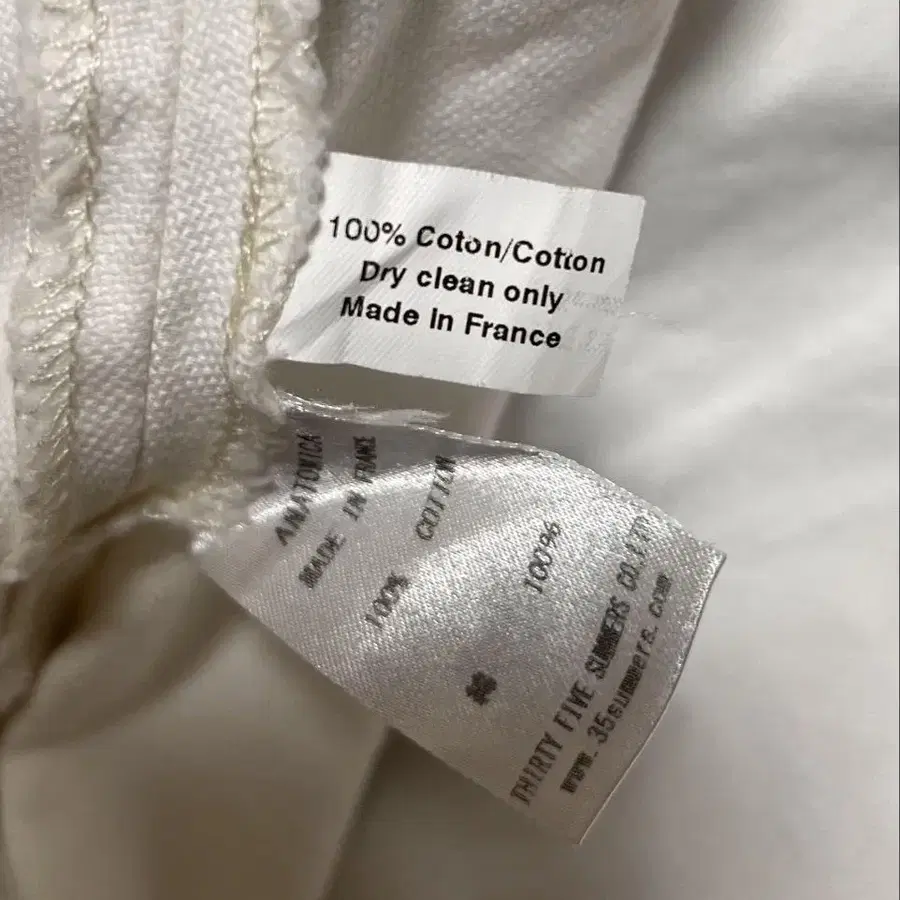 100% Coton/Cotton
Dry clean only
Made In France
ANATOMICA
MADE IN FRANCE
100% COTTON
綿 100%
THIRTY FIVE SUMMERS CO.LTD
www.35summers.com